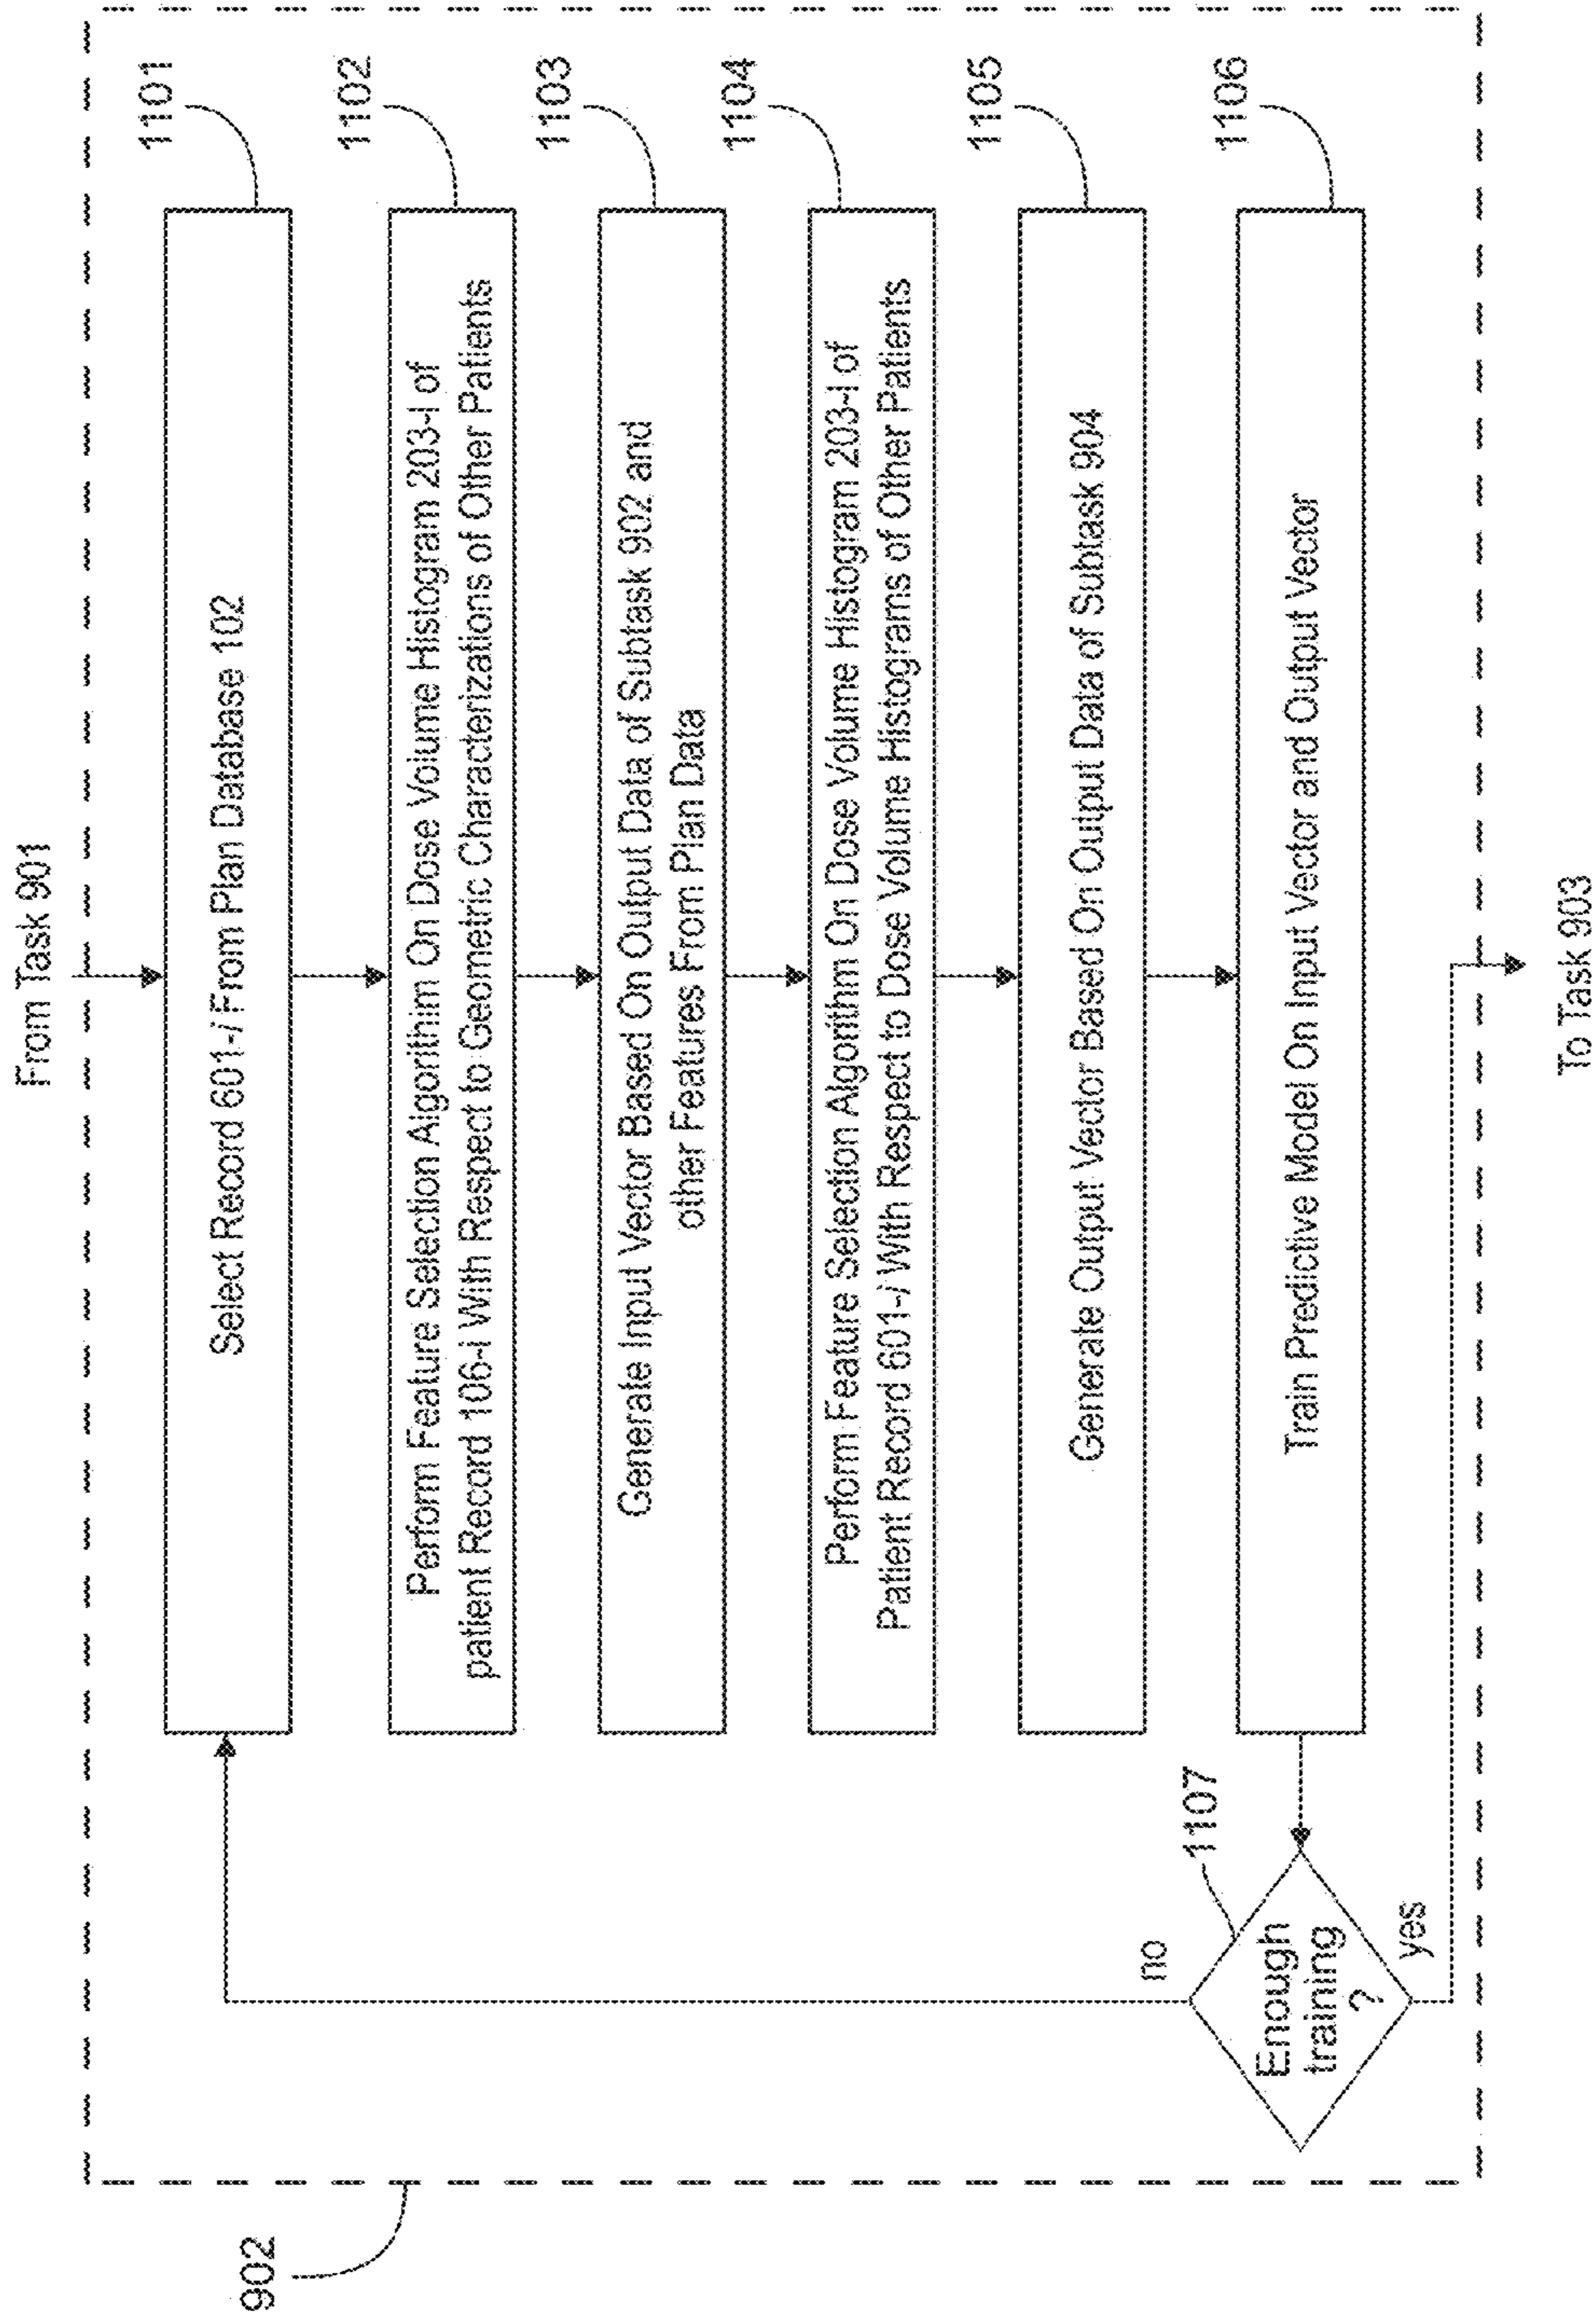 From Task 901
1101
Select Record 601-i From Plan Database 102
1102
Perform Feature Selection Algorithim On Dose Volume Histogram 203-I of
patient Record 106-I With Respect to Geometric Characterizations of Other Patients
1103
Generate Input Vector Based On Output Data of Subtask 902 and
other Features From Plan Data
1104
Perform Feature Selection Algorithm On Dose Volume Histogram 203-I of
Patient Record 601-i With Respect to Dose Volume Histograms of Other Patients
1105
Generate Output Vector Based On Output Data of Subtask 904
1106
Train Predictive Model On Input Vector and Output Vector
1107
Enough
training
?
no
yes
902
To Task 903